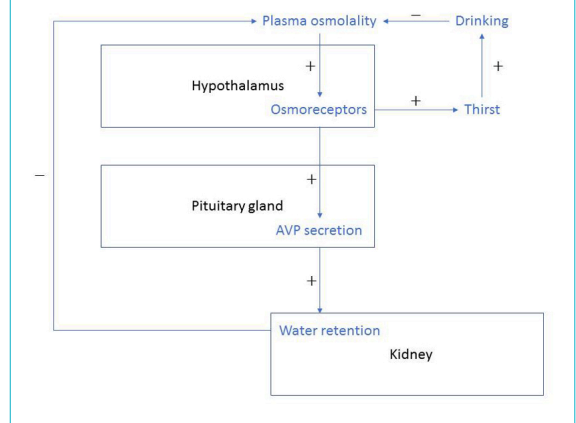 Plasma osmolality
−
Drinking
+
+
Hypothalamus
Osmoreceptors
+
Thirst
−
+
Pituitary gland
AVP secretion
+
Water retention
Kidney